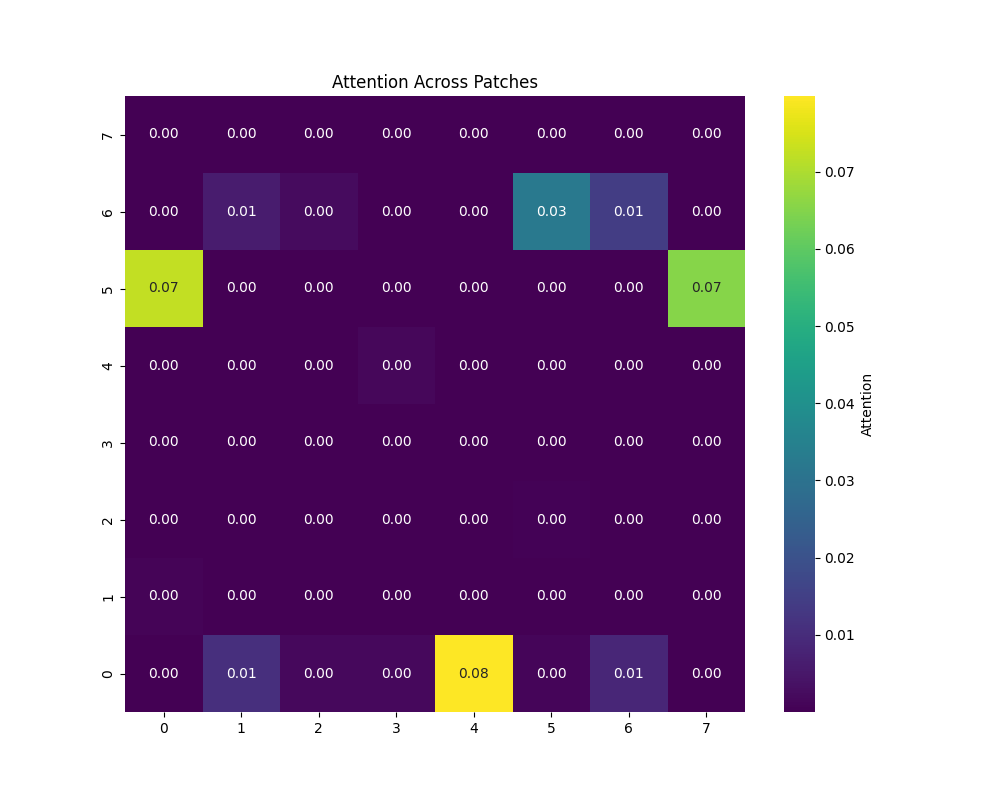 Attention Across Patches
7 0.00 0.00 0.00 0.00 0.00 0.00 0.00 0.00
0.07
6 0.00 0.01 0.00 0.00 0.00 0.03 0.01 0.00
0.06
5 0.07 0.00 0.00 0.00 0.00 0.00 0.00 0.07
0.05
4 0.00 0.00 0.00 0.00 0.00 0.00 0.00 0.00
0.04
Attention
3 0.00 0.00 0.00 0.00 0.00 0.00 0.00 0.00
0.03
2 0.00 0.00 0.00 0.00 0.00 0.00 0.00 0.00
0.02
1 0.00 0.00 0.00 0.00 0.00 0.00 0.00 0.00
0.01
0 0.00 0.01 0.00 0.00 0.08 0.00 0.01 0.00
0 1 2 3 4 5 6 7